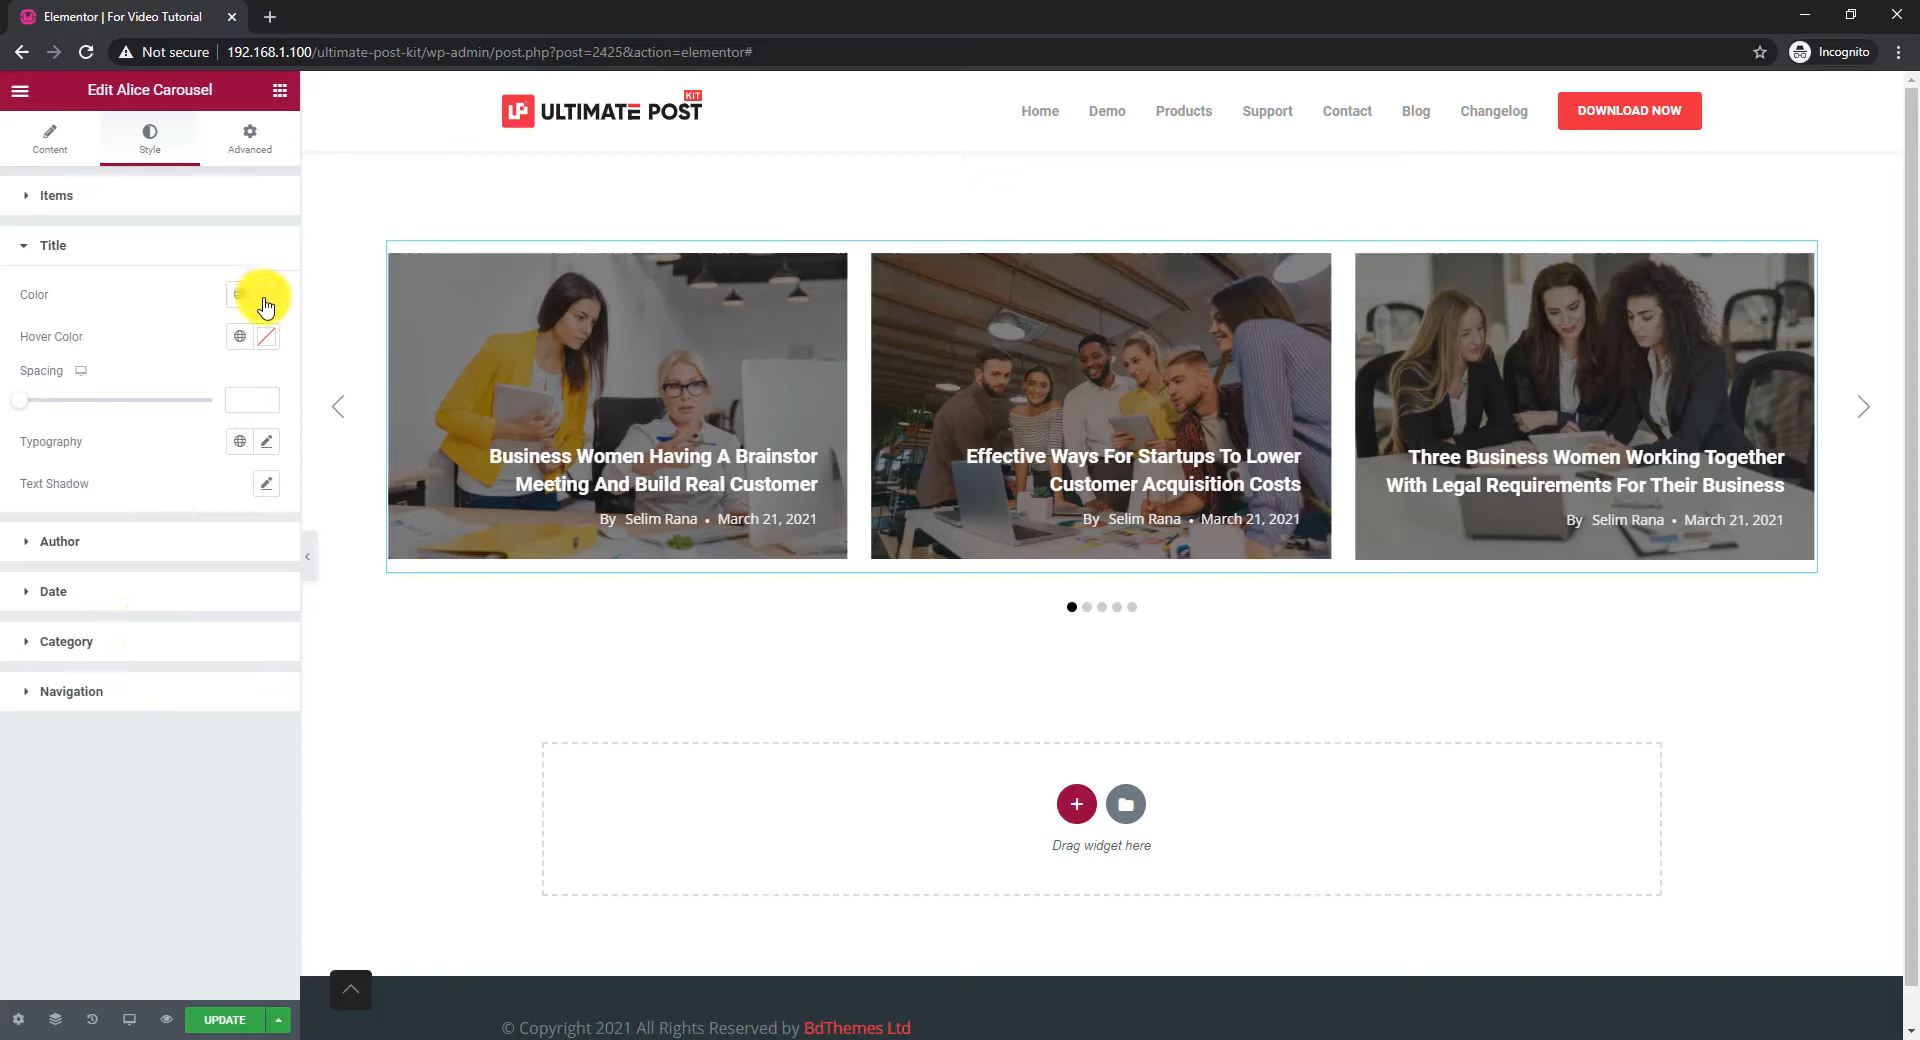 Elementor | For Video Tutorial
Not secure
192.168.1.100/ultimate-post-kit/wp-admin/post.php?post=2425&action=elementor#
Incognito
Edit Alice Carousel
Content
Style
Advanced
Items
Title
Color
Hover Color
Spacing
Typography
Text Shadow
Author
Date
Category
Navigation
UPDATE
UP ULTIMATE POST KIT
Home Demo Products Support Contact Blog Changelog DOWNLOAD NOW
Business Women Having A Brainstor
Meeting And Build Real Customer
By Selim Rana • March 21, 2021
Effective Ways For Startups To Lower
Customer Acquisition Costs
By Selim Rana • March 21, 2021
Three Business Women Working Together
With Legal Requirements For Their Business
By Selim Rana • March 21, 2021
Drag widget here
© Copyright 2021 All Rights Reserved by BdThemes Ltd